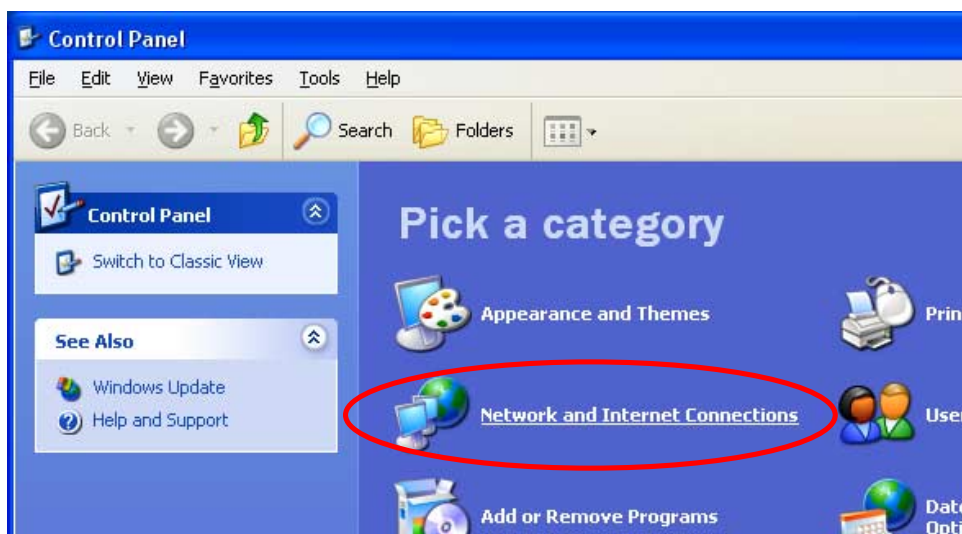 Control Panel
File Edit View Favorites Tools Help
Back Search Folders
Control Panel
Switch to Classic View
See Also
Windows Update
Help and Support
Pick a category
Appearance and Themes
Network and Internet Connections
Add or Remove Programs